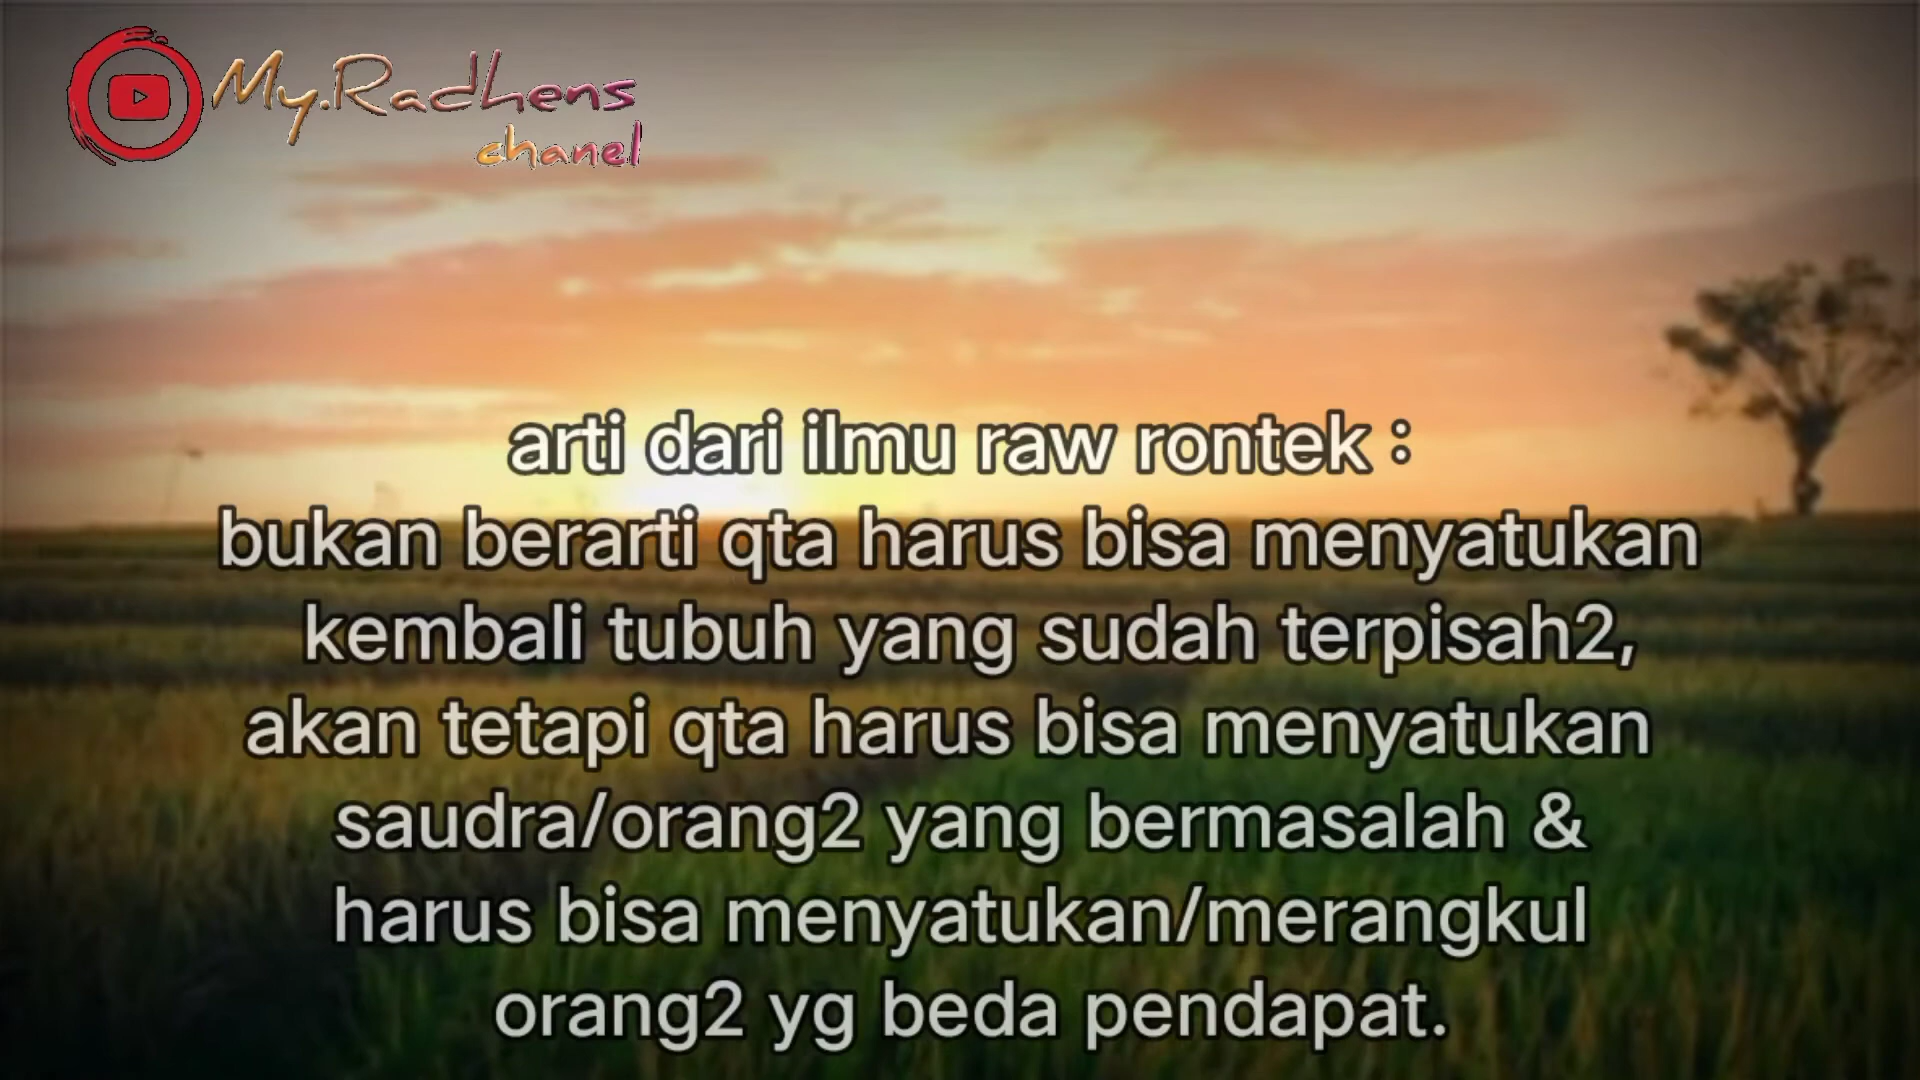 My.Radhens
chanel
arti dari ilmu raw rontek :
bukan berarti qta harus bisa menyatukan
kembali tubuh yang sudah terpisah2,
akan tetapi qta harus bisa menyatukan
saudra/orang2 yang bermasalah &
harus bisa menyatukan/merangkul
orang2 yg beda pendapat.